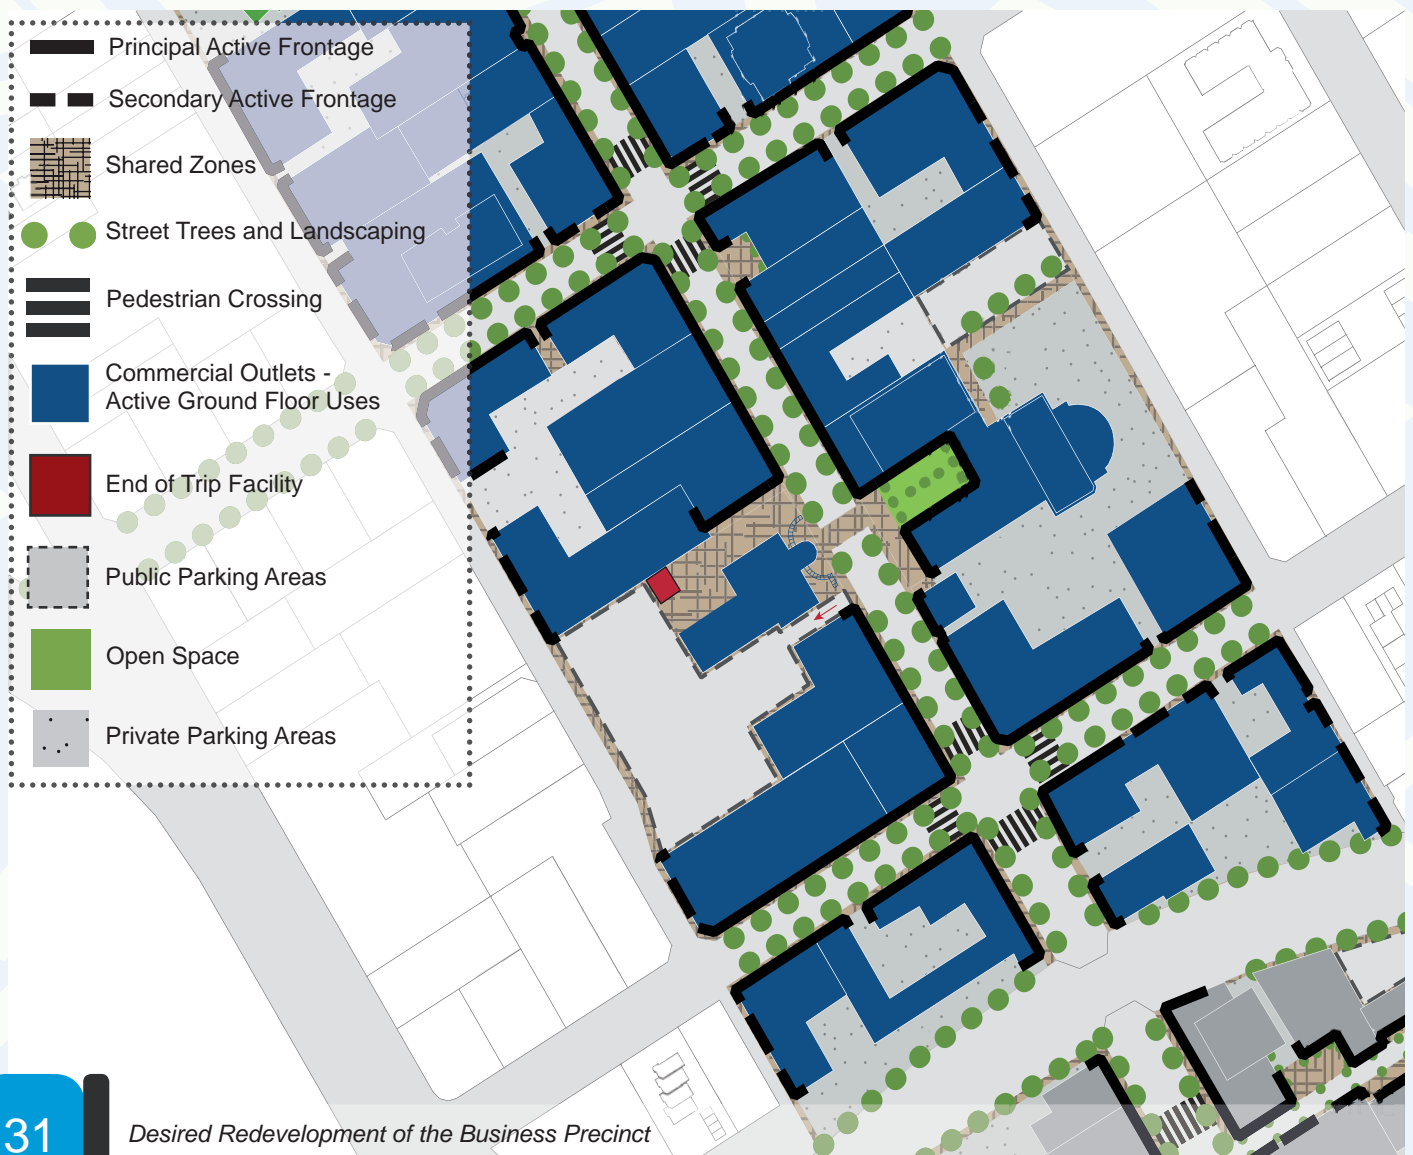 Principal Active Frontage
Secondary Active Frontage
Shared Zones
Street Trees and Landscaping
Pedestrian Crossing
Commercial Outlets -
Active Ground Floor Uses
End of Trip Facility
Public Parking Areas
Open Space
Private Parking Areas
31
Desired Redevelopment of the Business Precinct